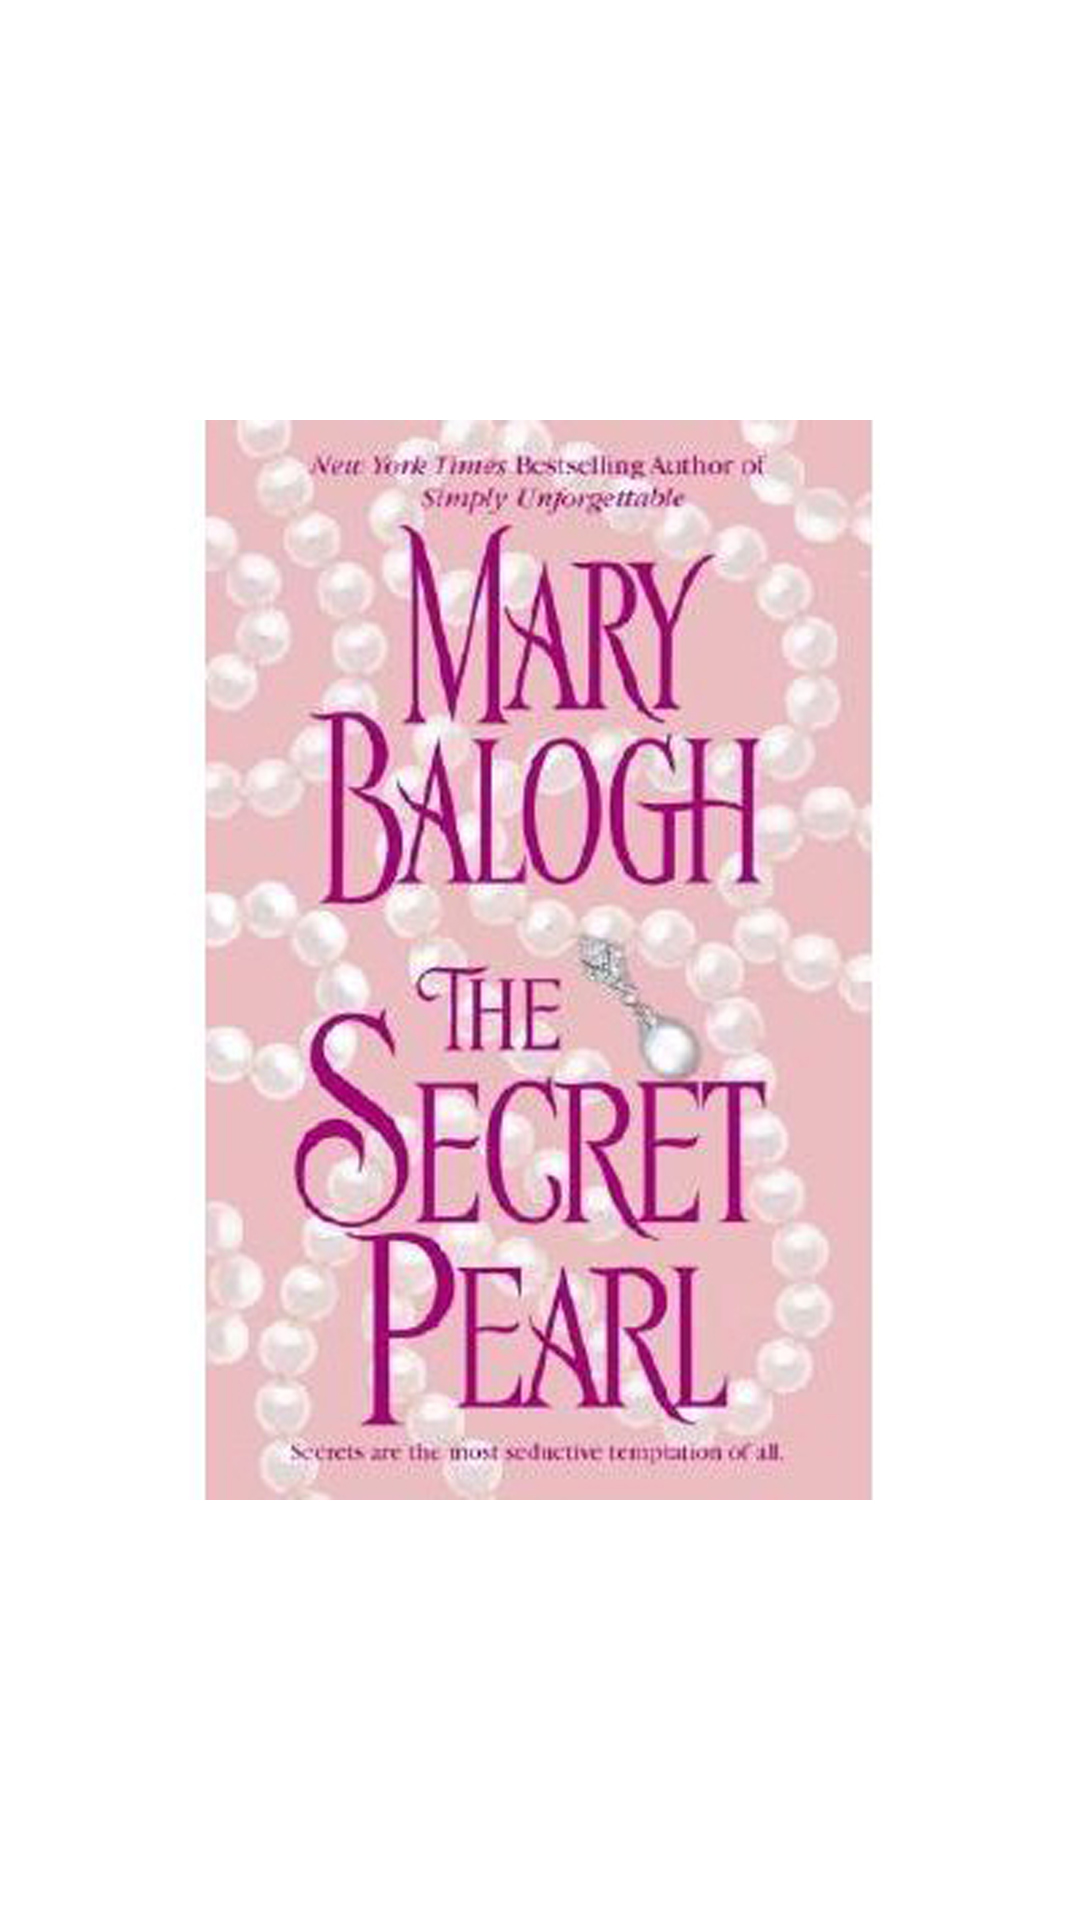 New York Times Bestselling Author of
Simply Unforgettable
MARY
BALOGH
THE
SECRET
PEARL
Secrets are the most seductive temptation of all.